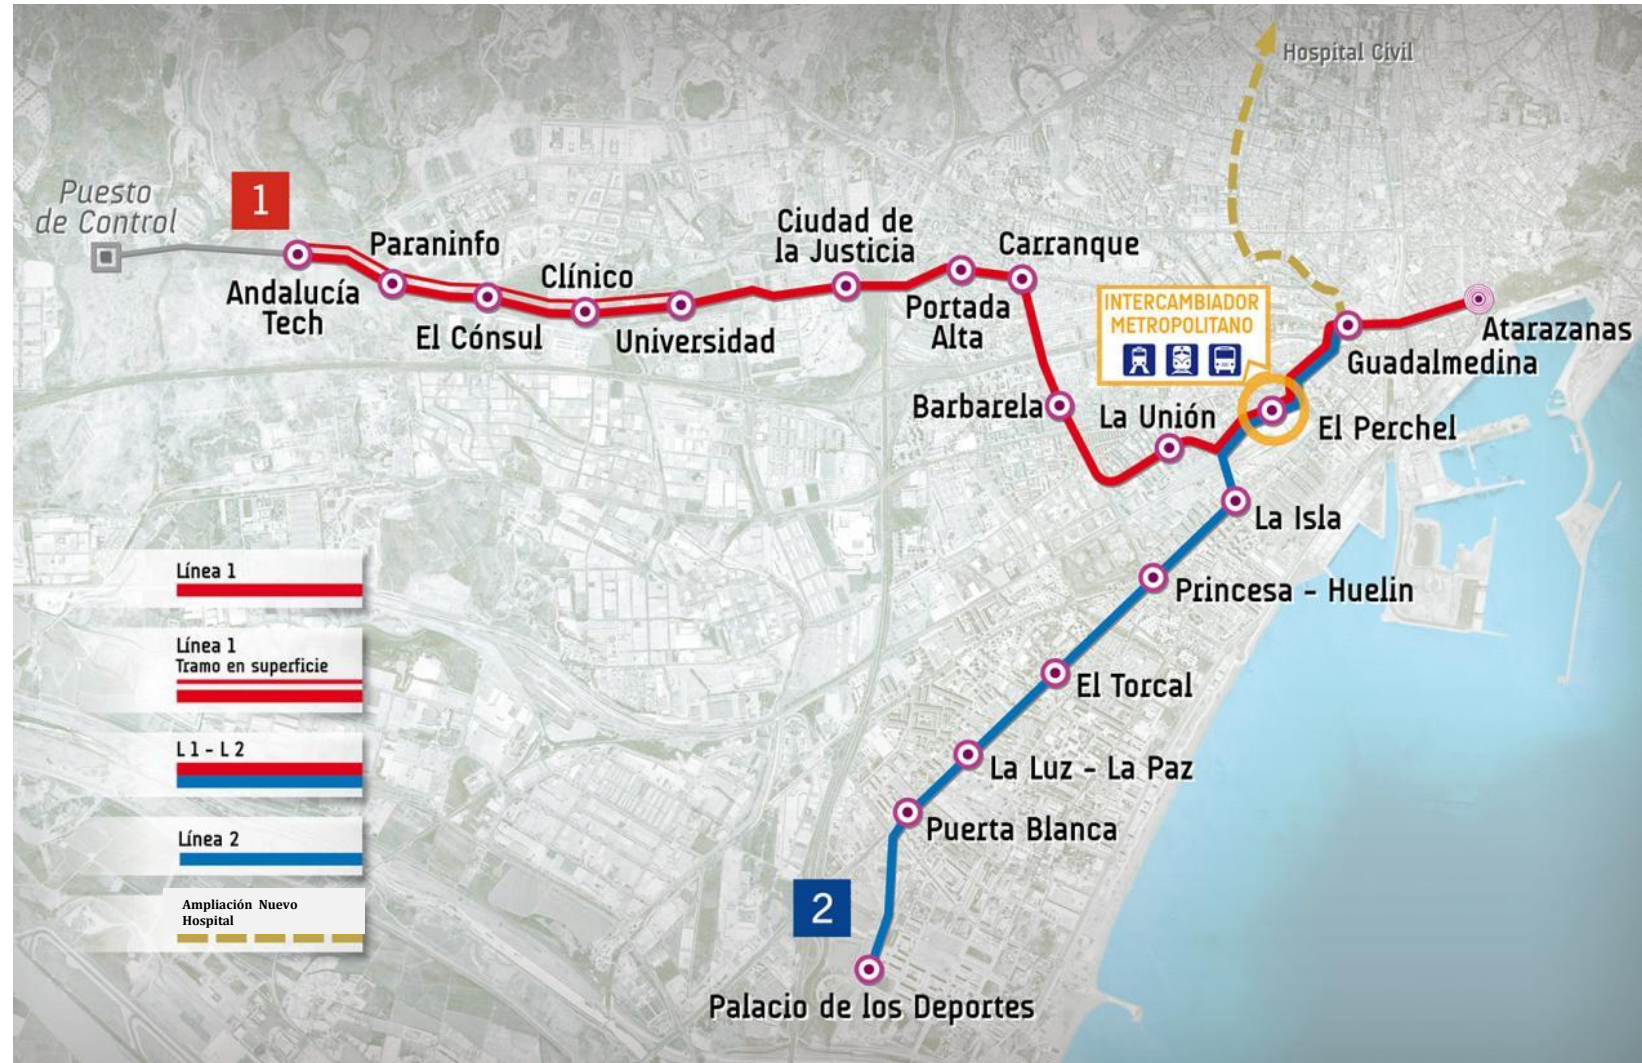 Hospital Civil
Puesto
de Control
1
Paraninfo
Clínico
Ciudad de
la Justicia
Carranque
Andalucía
Tech
El Cónsul
Universidad
Portada
Alta
INTERCAMBIADOR
METROPOLITANO
Atarazanas
Guadalmedina
Barbarela
La Unión
El Perchel
La Isla
Princesa - Huelin
El Torcal
La Luz - La Paz
Puerta Blanca
2
Palacio de los Deportes
Línea 1
Línea 1
Tramo en superficie
L 1 - L 2
Línea 2
Ampliación Nuevo
Hospital